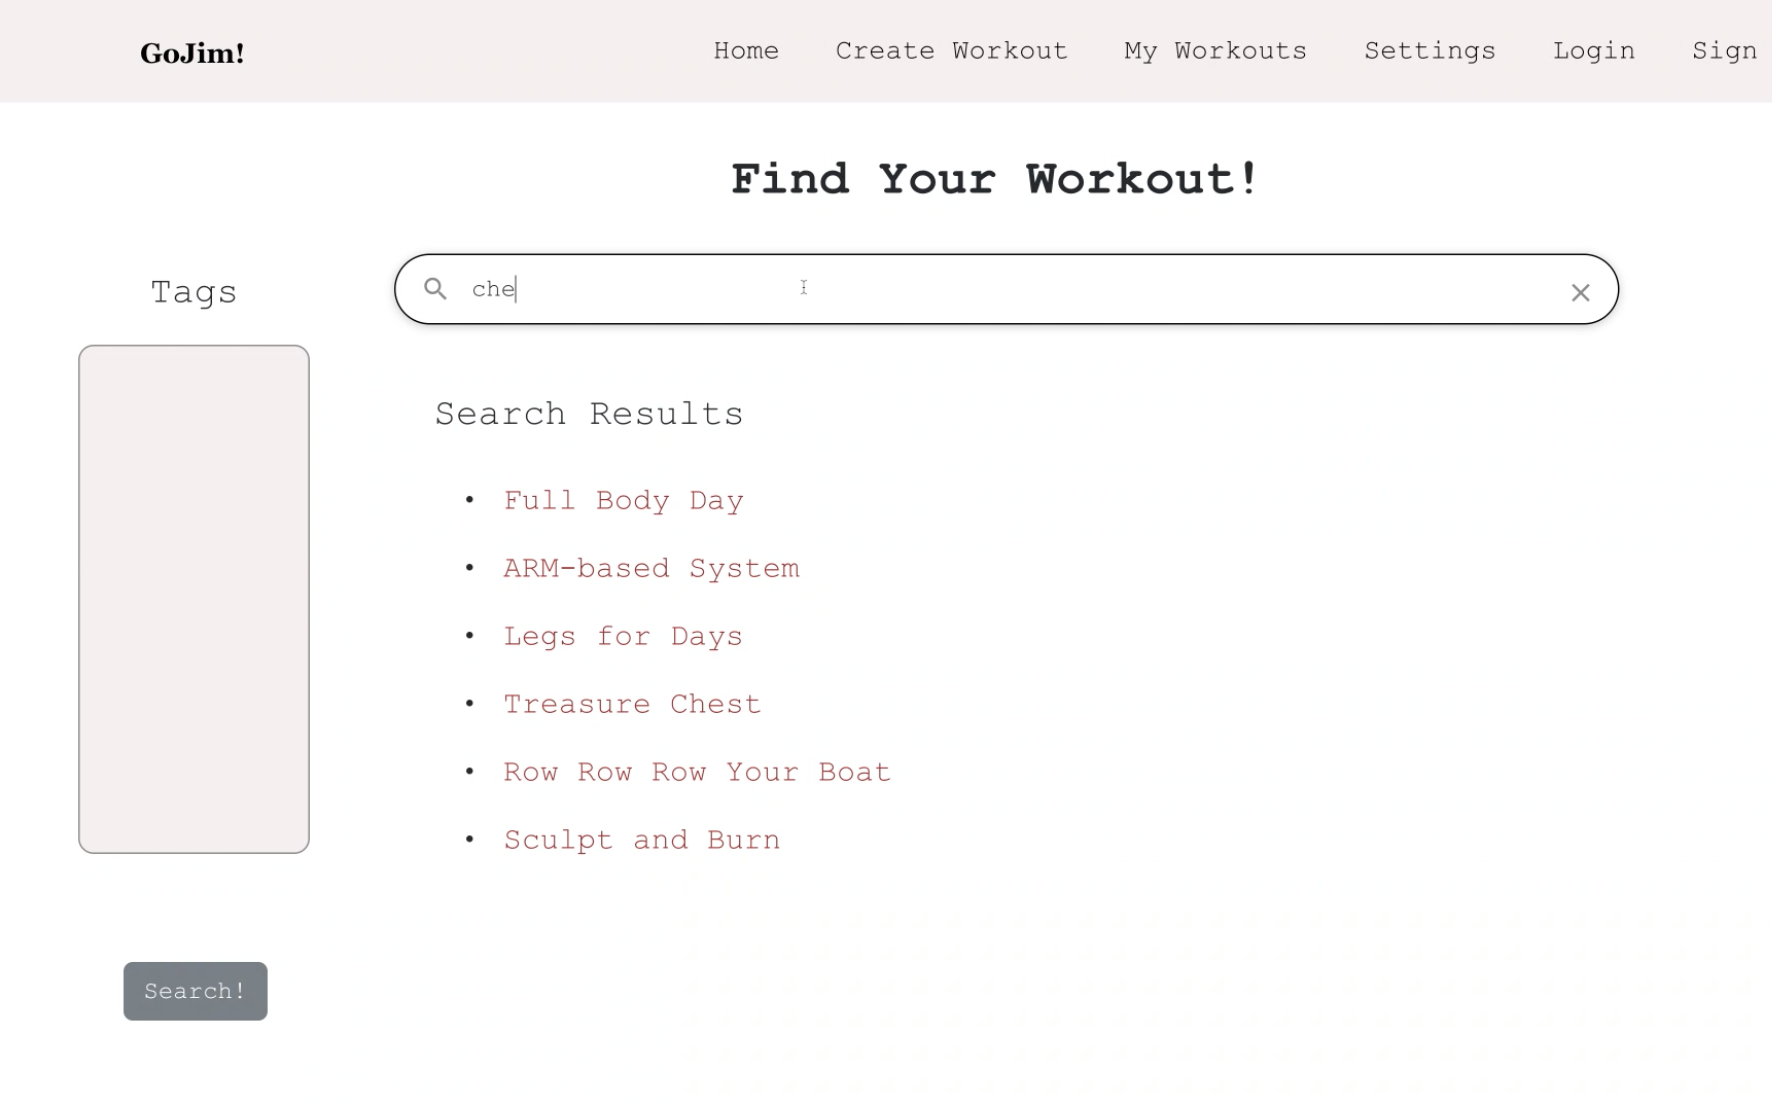 GoJim! Home Create Workout My Workouts Settings Login Sign
Find Your Workout!
Tags
che
Search Results
• Full Body Day
• ARM-based System
• Legs for Days
• Treasure Chest
• Row Row Row Your Boat
• Sculpt and Burn
Search!